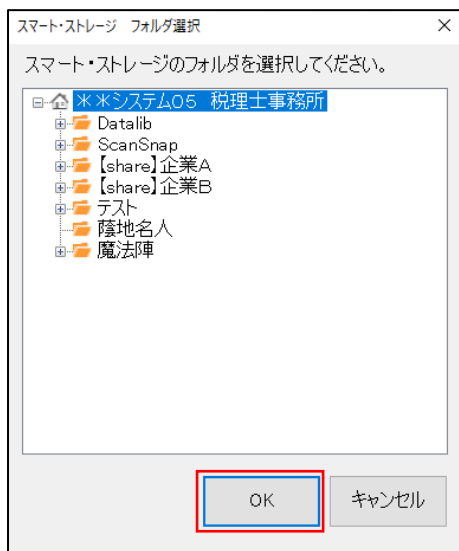 スマート・ストレージ　フォルダ選択
スマート・ストレージのフォルダを選択してください。
＊＊システム０５　税理士事務所
Datalib
ScanSnap
【share】企業A
【share】企業B
テスト
蔭地名人
魔法陣
OK
キャンセル